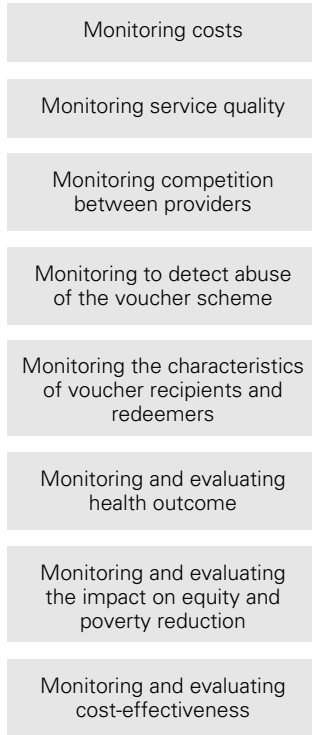 Monitoring costs
Monitoring service quality
Monitoring competition
between providers
Monitoring to detect abuse
of the voucher scheme
Monitoring the characteristics
of voucher recipients and
redeemers
Monitoring and evaluating
health outcome
Monitoring and evaluating
the impact on equity and
poverty reduction
Monitoring and evaluating
cost-effectiveness